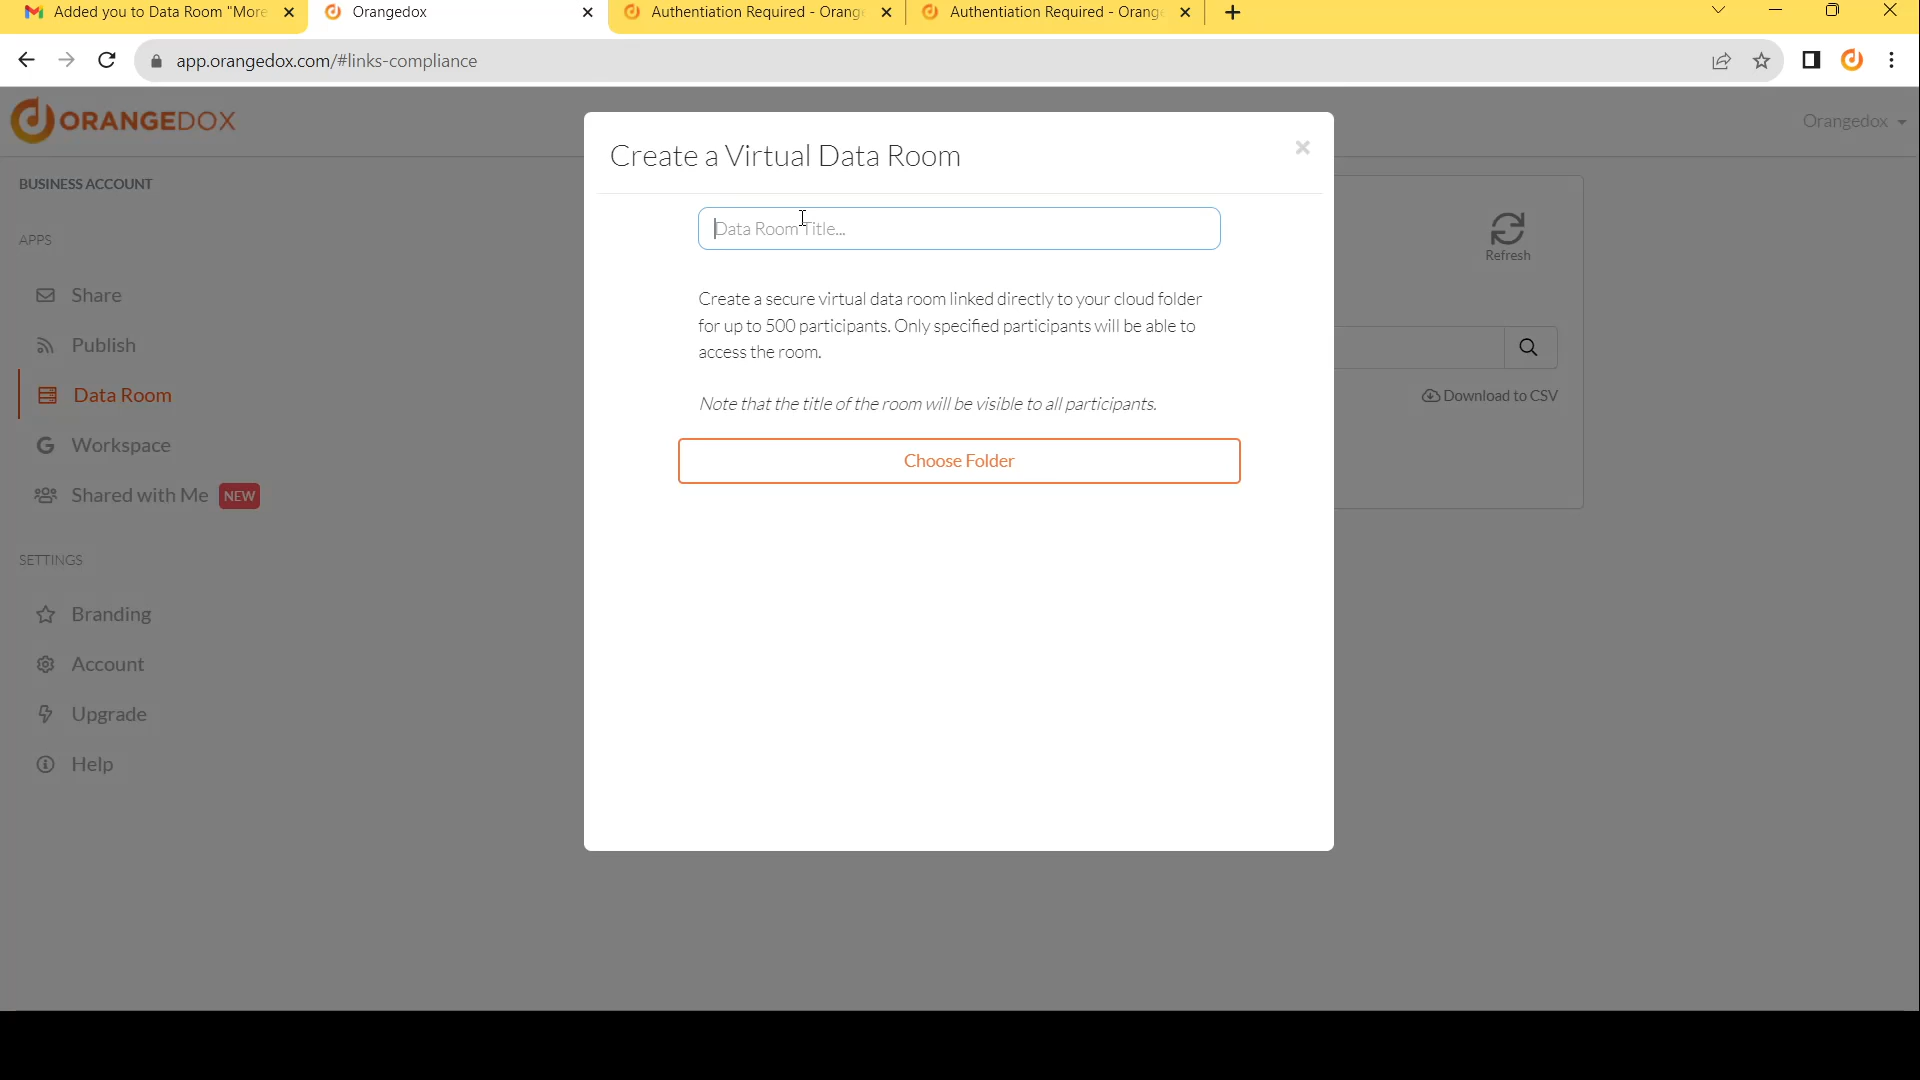 Added you to Data Room "More
Orangedox
Authentiation Required - Orang
Authentiation Required - Orang
app.orangedox.com/#links-compliance
ORANGEDOX
Orangedox
BUSINESS ACCOUNT
APPS
Share
Publish
Data Room
Workspace
Shared with Me NEW
SETTINGS
Branding
Account
Upgrade
Help
Create a Virtual Data Room
Data Room Title...
Create a secure virtual data room linked directly to your cloud folder
for up to 500 participants. Only specified participants will be able to
access the room.
Note that the title of the room will be visible to all participants.
Choose Folder
Refresh
Download to CSV